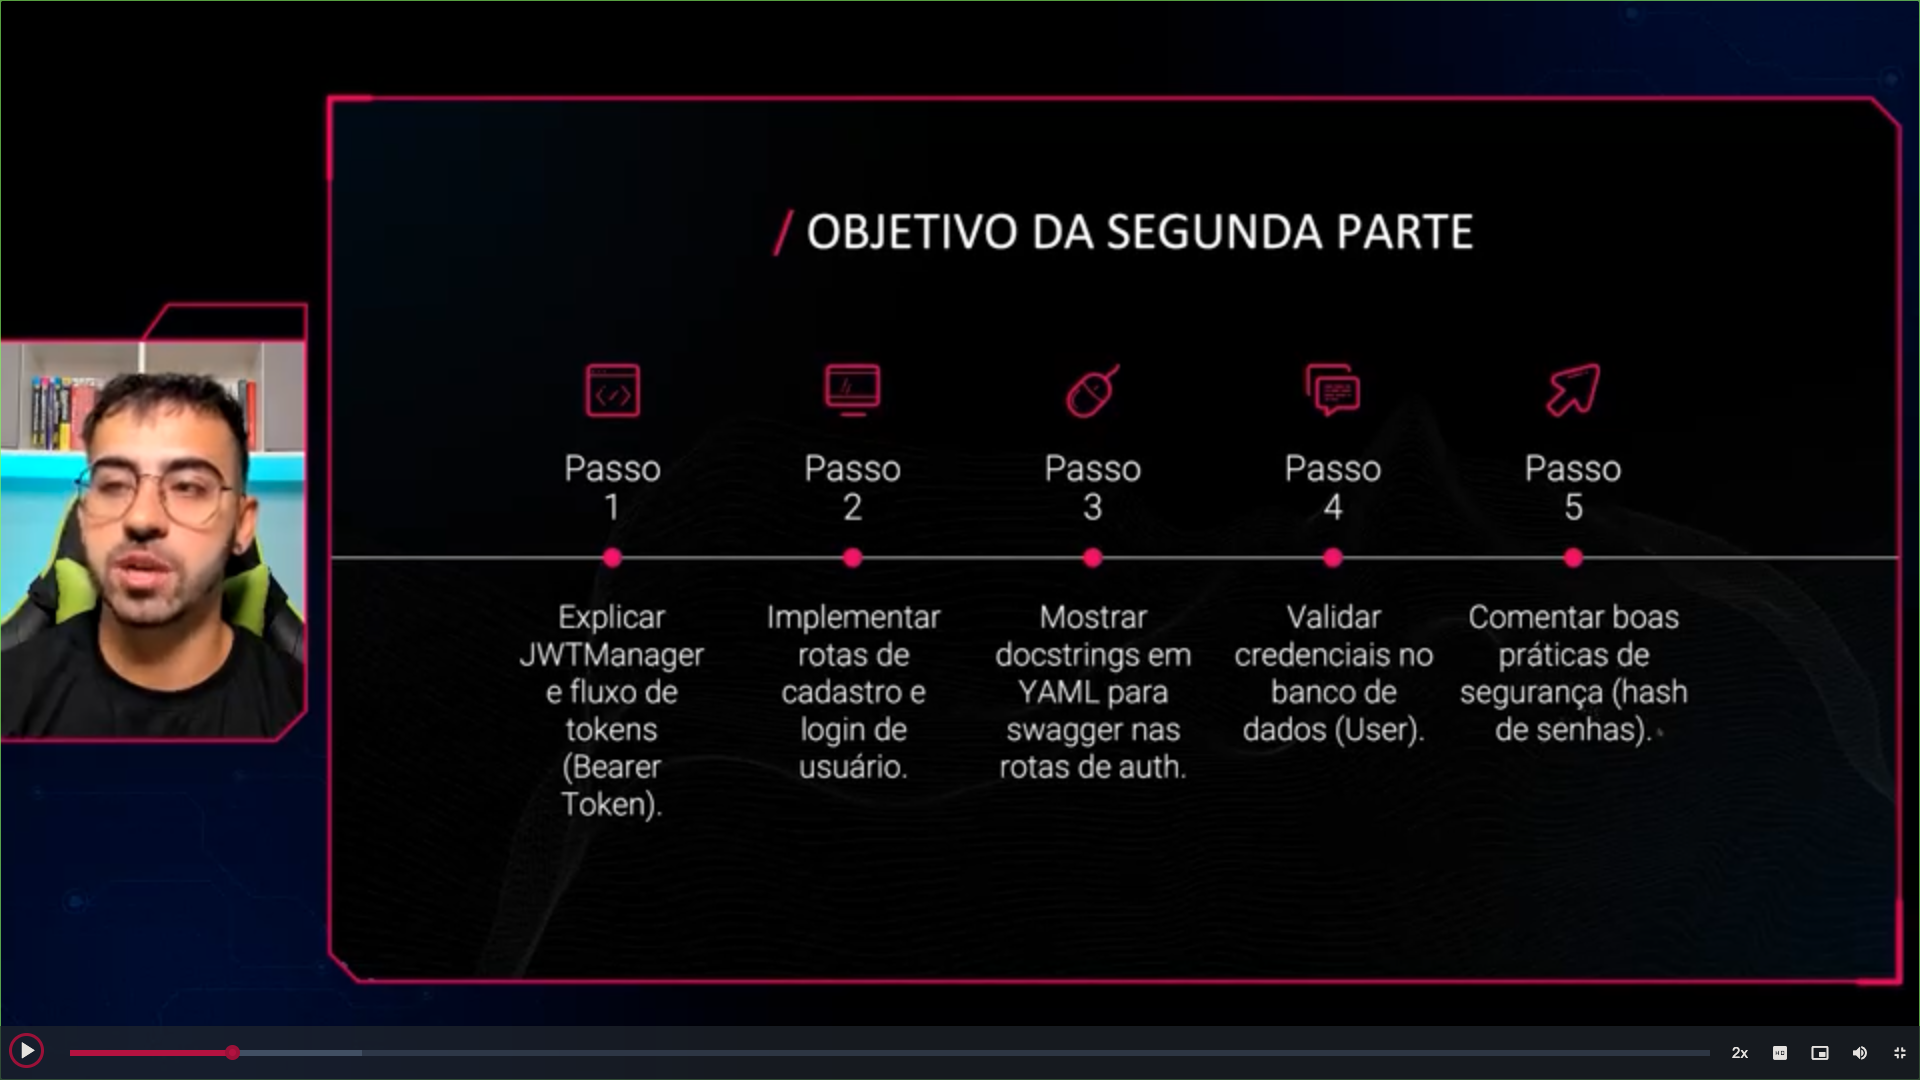 / OBJETIVO DA SEGUNDA PARTE
Passo
1
Explicar
JWTManager
e fluxo de
tokens
(Bearer
Token).
Passo
2
Implementar
rotas de
cadastro e
login de
usuário.
Passo
3
Mostrar
docstrings em
YAML para
swagger nas
rotas de auth.
Passo
4
Validar
credenciais no
banco de
dados (User).
Passo
5
Comentar boas
práticas de
segurança (hash
de senhas).
2x
HD